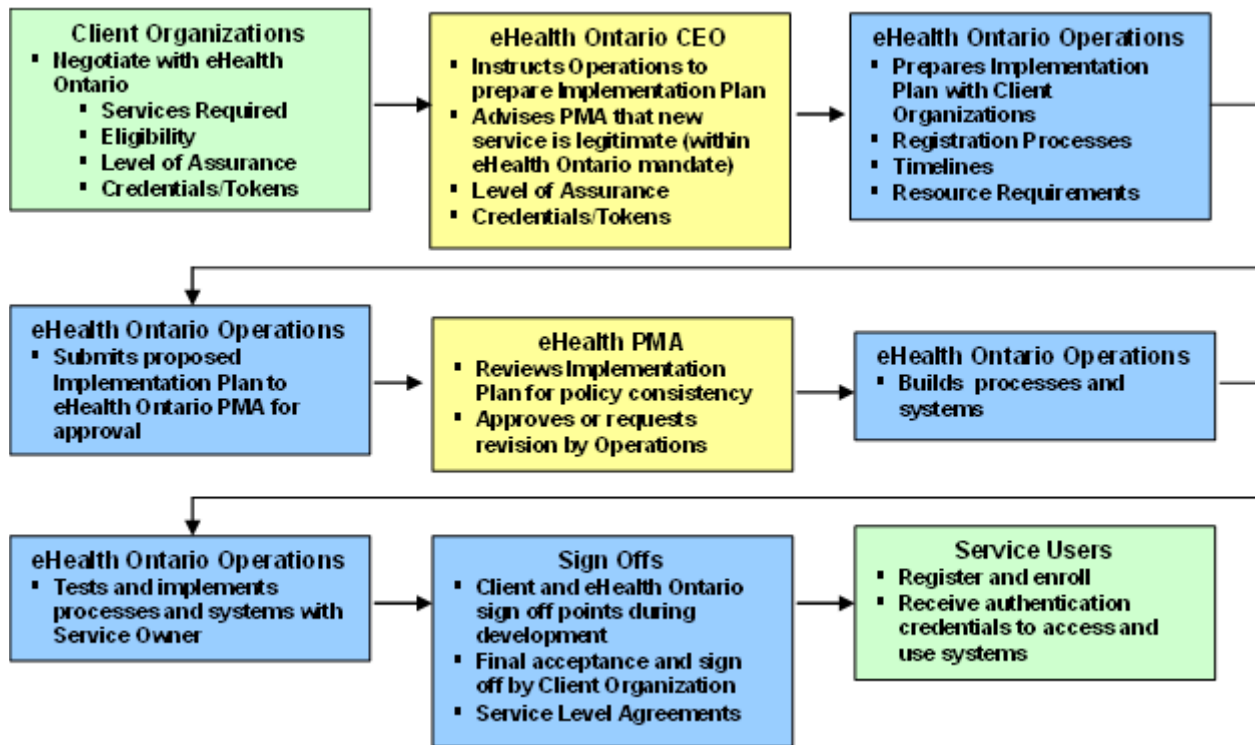 Client Organizations
▪ Negotiate with eHealth
Ontario
▪ Services Required
▪ Eligibility
▪ Level of Assurance
▪ Credentials/Tokens
eHealth Ontario CEO
▪ Instructs Operations to
prepare Implementation Plan
▪ Advises PMA that new
service is legitimate (within
eHealth Ontario mandate)
▪ Level of Assurance
▪ Credentials/Tokens
eHealth Ontario Operations
▪ Prepares Implementation
Plan with Client
Organizations
▪ Registration Processes
▪ Timelines
▪ Resource Requirements
eHealth Ontario Operations
▪ Submits proposed
Implementation Plan to
eHealth Ontario PMA for
approval
eHealth PMA
▪ Reviews Implementation
Plan for policy consistency
▪ Approves or requests
revision by Operations
eHealth Ontario Operations
▪ Builds processes and
systems
eHealth Ontario Operations
▪ Tests and implements
processes and systems with
Service Owner
Sign Offs
▪ Client and eHealth Ontario
sign off points during
development
▪ Final acceptance and sign
off by Client Organization
▪ Service Level Agreements
Service Users
▪ Register and enroll
▪ Receive authentication
credentials to access and
use systems